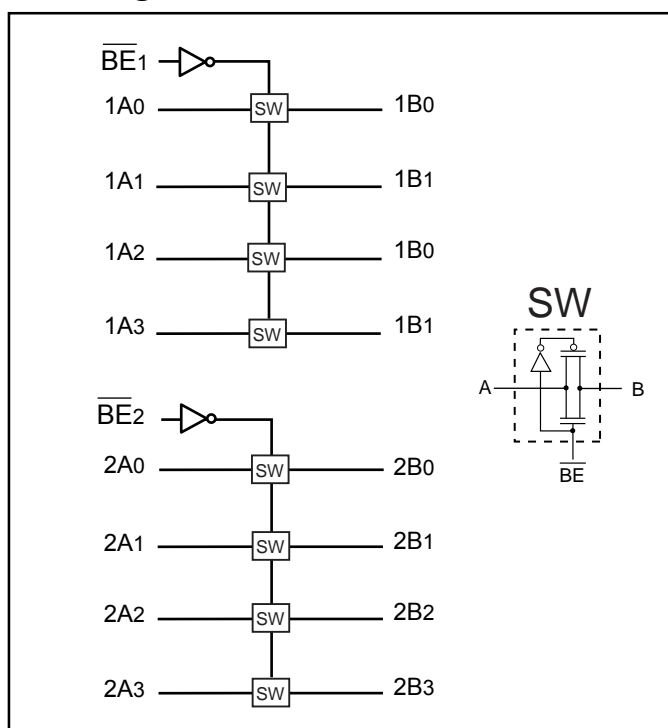 BE1
1A0 SW 1B0
1A1 SW 1B1
1A2 SW 1B0
1A3 SW 1B1
SW
A B
BE
BE2
2A0 SW 2B0
2A1 SW 2B1
2A2 SW 2B2
2A3 SW 2B3